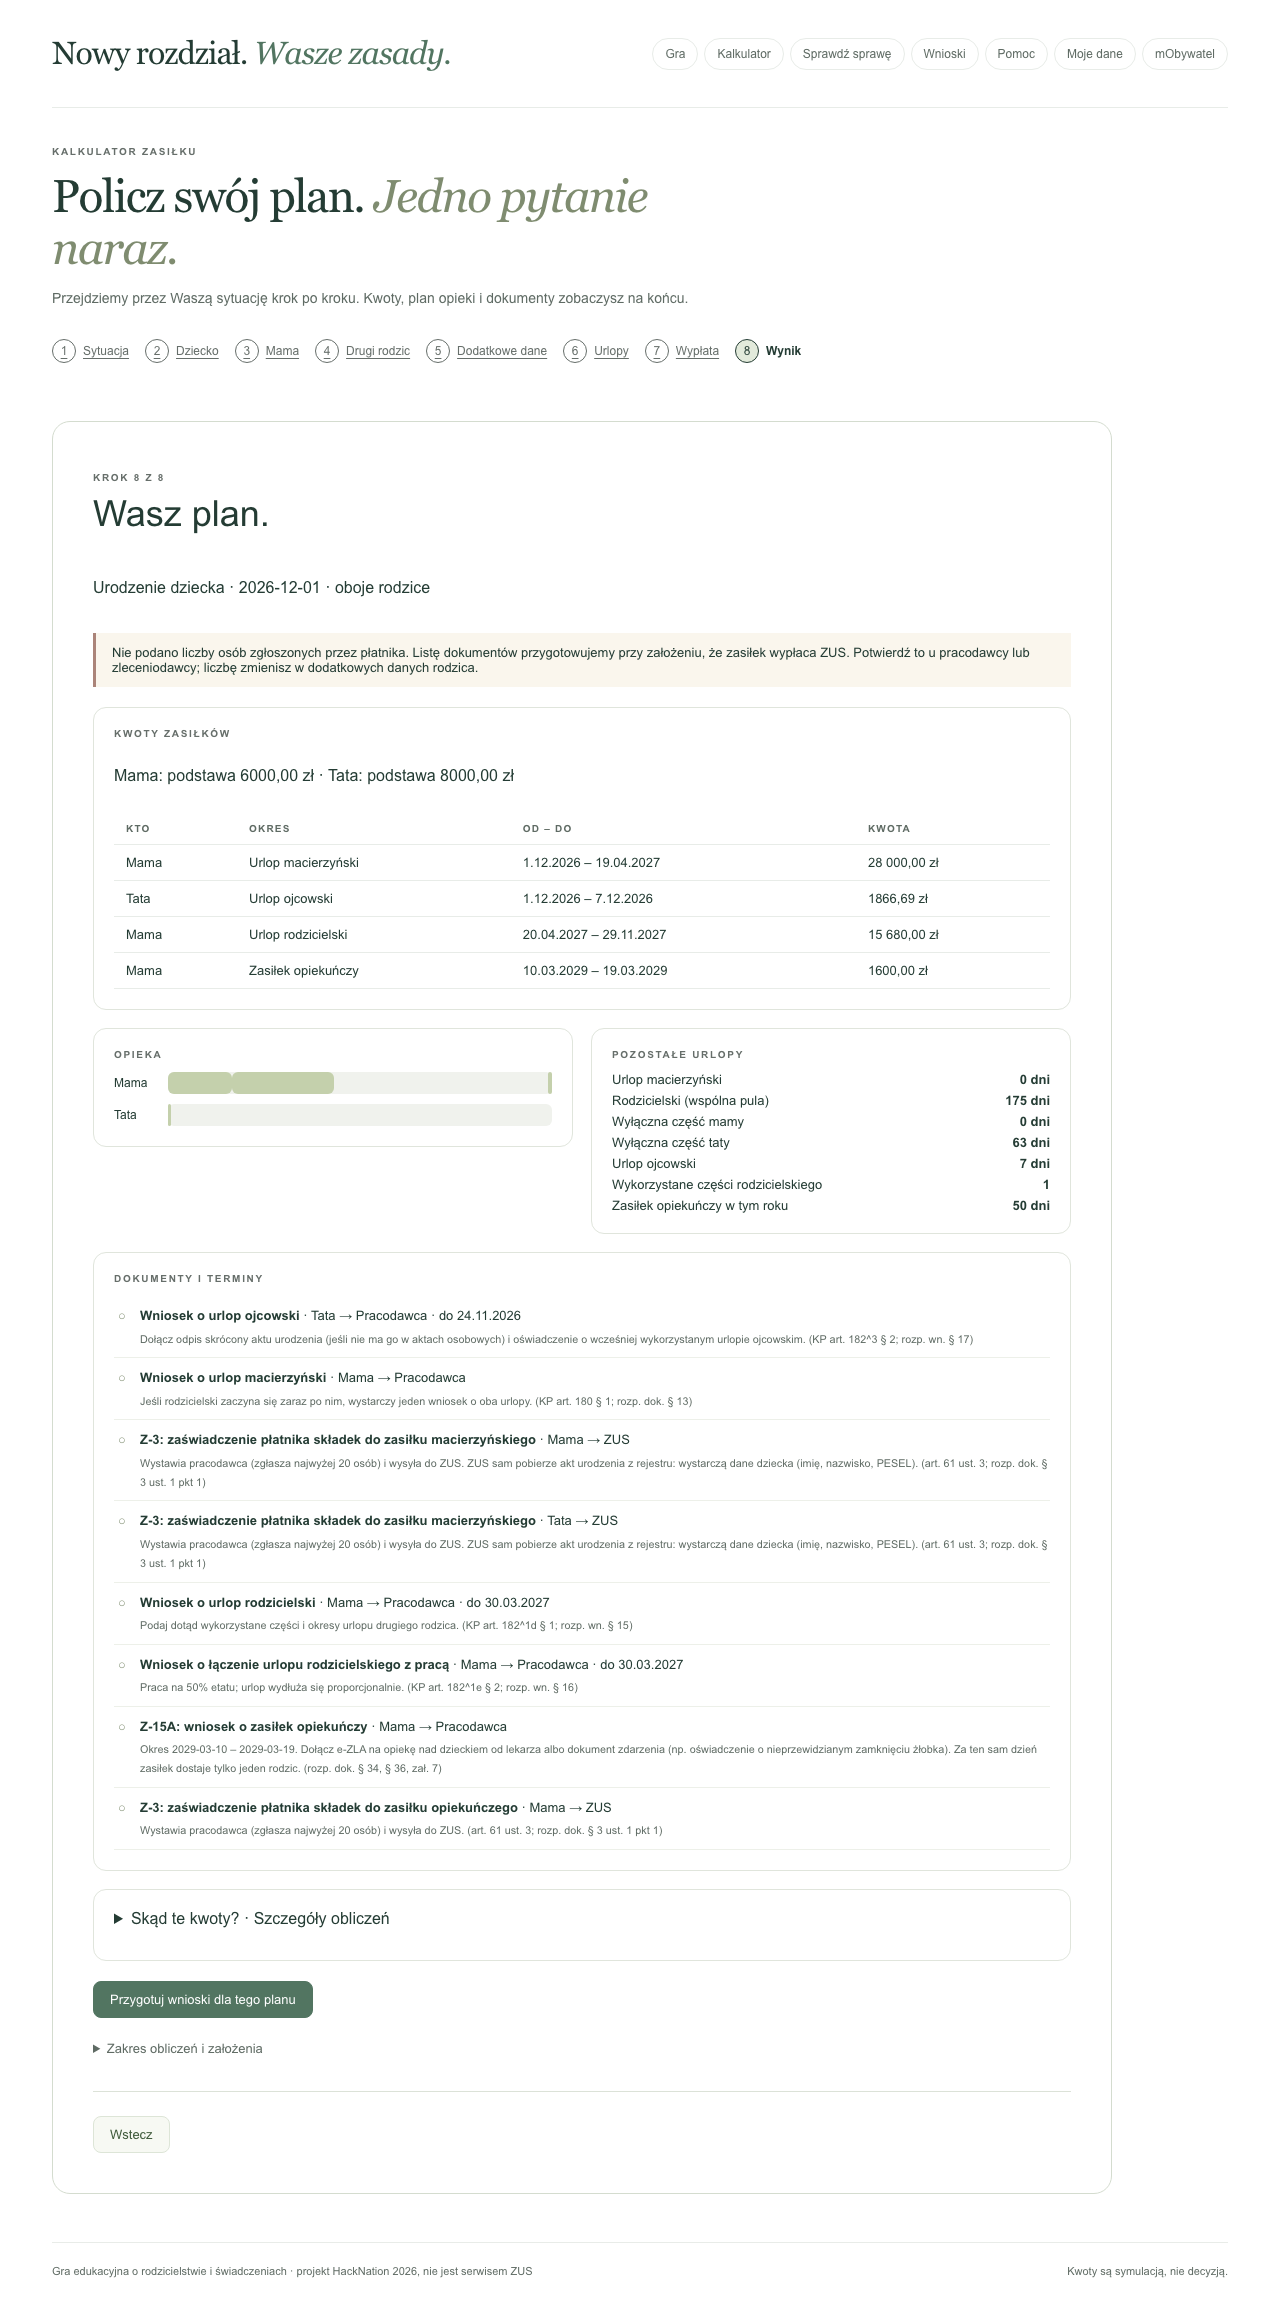 Nowy rozdział. Wasze zasady.
Gra
Kalkulator
Sprawdź sprawę
Wnioski
Pomoc
Moje dane
mObywatel
KALKULATOR ZASIŁKU
Policz swój plan. Jedno pytanie
naraz.
Przejdziemy przez Waszą sytuację krok po kroku. Kwoty, plan opieki i dokumenty zobaczysz na końcu.
1 Sytuacja
2 Dziecko
3 Mama
4 Drugi rodzic
5 Dodatkowe dane
6 Urlopy
7 Wypłata
8 Wynik
KROK 8 Z 8
Wasz plan.
Urodzenie dziecka · 2026-12-01 · oboje rodzice
Nie podano liczby osób zgłoszonych przez płatnika. Listę dokumentów przygotowujemy przy założeniu, że zasiłek wypłaca ZUS. Potwierdź to u pracodawcy lub
zleceniodawcy; liczbę zmienisz w dodatkowych danych rodzica.
KWOTY ZASIŁKÓW
Mama: podstawa 6000,00 zł · Tata: podstawa 8000,00 zł
KTO OKRES OD – DO KWOTA
Mama Urlop macierzyński 1.12.2026 – 19.04.2027 28 000,00 zł
Tata Urlop ojcowski 1.12.2026 – 7.12.2026 1866,69 zł
Mama Urlop rodzicielski 20.04.2027 – 29.11.2027 15 680,00 zł
Mama Zasiłek opiekuńczy 10.03.2029 – 19.03.2029 1600,00 zł
OPIEKA
Mama
Tata
POZOSTAŁE URLOPY
Urlop macierzyński 0 dni
Rodzicielski (wspólna pula) 175 dni
Wyłączna część mamy 0 dni
Wyłączna część taty 63 dni
Urlop ojcowski 7 dni
Wykorzystane części rodzicielskiego 1
Zasiłek opiekuńczy w tym roku 50 dni
DOKUMENTY I TERMINY
Wniosek o urlop ojcowski · Tata → Pracodawca · do 24.11.2026
Dołącz odpis skrócony aktu urodzenia (jeśli nie ma go w aktach osobowych) i oświadczenie o wcześniej wykorzystanym urlopie ojcowskim. (KP art. 182^3 § 2; rozp. wn. § 17)
Wniosek o urlop macierzyński · Mama → Pracodawca
Jeśli rodzicielski zaczyna się zaraz po nim, wystarczy jeden wniosek o oba urlopy. (KP art. 180 § 1; rozp. dok. § 13)
Z-3: zaświadczenie płatnika składek do zasiłku macierzyńskiego · Mama → ZUS
Wystawia pracodawca (zgłasza najwyżej 20 osób) i wysyła do ZUS. ZUS sam pobierze akt urodzenia z rejestru: wystarczą dane dziecka (imię, nazwisko, PESEL). (art. 61 ust. 3; rozp. dok. §
3 ust. 1 pkt 1)
Z-3: zaświadczenie płatnika składek do zasiłku macierzyńskiego · Tata → ZUS
Wystawia pracodawca (zgłasza najwyżej 20 osób) i wysyła do ZUS. ZUS sam pobierze akt urodzenia z rejestru: wystarczą dane dziecka (imię, nazwisko, PESEL). (art. 61 ust. 3; rozp. dok. §
3 ust. 1 pkt 1)
Wniosek o urlop rodzicielski · Mama → Pracodawca · do 30.03.2027
Podaj dotąd wykorzystane części i okresy urlopu drugiego rodzica. (KP art. 182^1d § 1; rozp. wn. § 15)
Wniosek o łączenie urlopu rodzicielskiego z pracą · Mama → Pracodawca · do 30.03.2027
Praca na 50% etatu; urlop wydłuża się proporcjonalnie. (KP art. 182^1e § 2; rozp. wn. § 16)
Z-15A: wniosek o zasiłek opiekuńczy · Mama → Pracodawca
Okres 2029-03-10 – 2029-03-19. Dołącz e-ZLA na opiekę nad dzieckiem od lekarza albo dokument zdarzenia (np. oświadczenie o nieprzewidzianym zamknięciu żłobka). Za ten sam dzień
zasiłek dostaje tylko jeden rodzic. (rozp. dok. § 34, § 36, zał. 7)
Z-3: zaświadczenie płatnika składek do zasiłku opiekuńczego · Mama → ZUS
Wystawia pracodawca (zgłasza najwyżej 20 osób) i wysyła do ZUS. (art. 61 ust. 3; rozp. dok. § 3 ust. 1 pkt 1)
Skąd te kwoty? · Szczegóły obliczeń
Przygotuj wnioski dla tego planu
Zakres obliczeń i założenia
Wstecz
Gra edukacyjna o rodzicielstwie i świadczeniach · projekt HackNation 2026, nie jest serwisem ZUS
Kwoty są symulacją, nie decyzją.